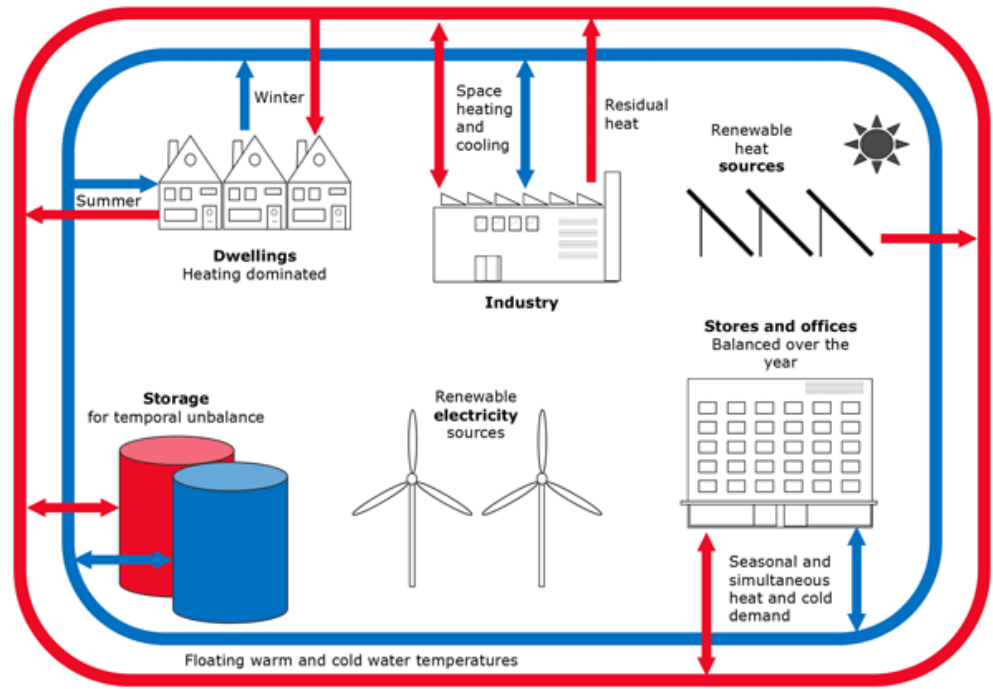 Winter
Summer
Dwellings
Heating dominated
Space
heating
and
cooling
Residual
heat
Industry
Renewable
heat
sources
Stores and offices
Balanced over the
year
Storage
for temporal unbalance
Renewable
electricity
sources
Seasonal and
simultaneous
heat and cold
demand
Floating warm and cold water temperatures